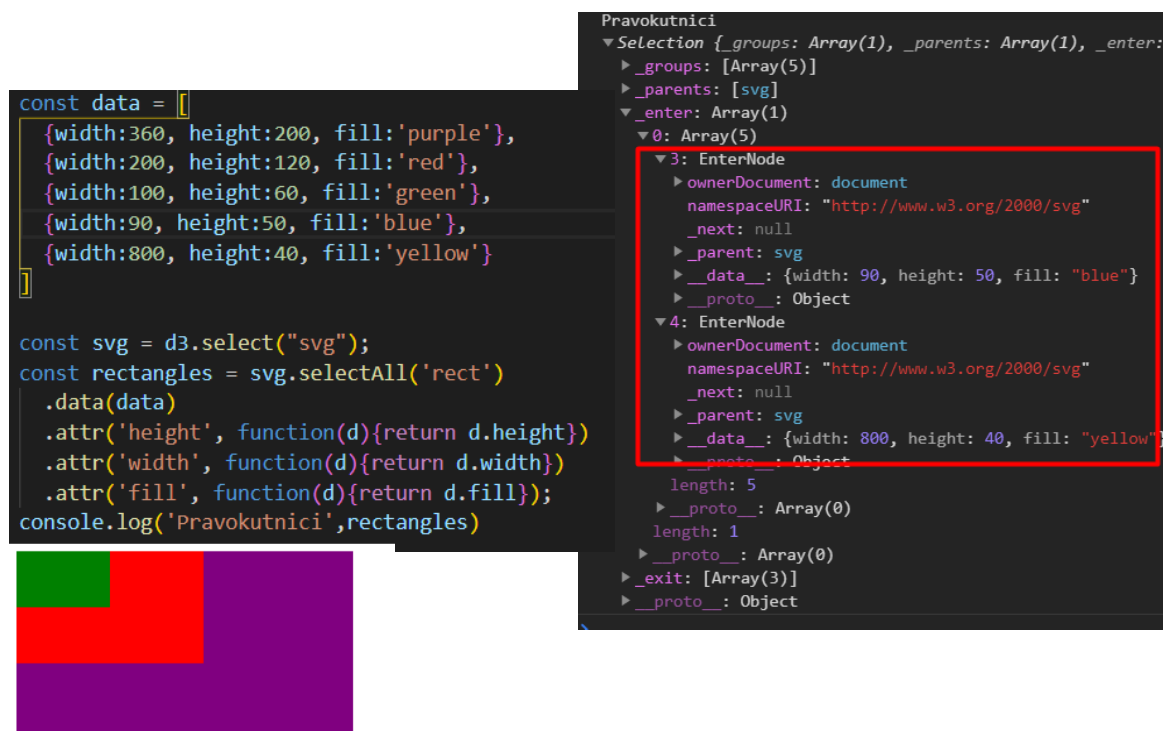 const data = [
{width:360, height:200, fill:'purple'},
{width:200, height:120, fill:'red'},
{width:100, height:60, fill:'green'},
{width:90, height:50, fill:'blue'},
{width:800, height:40, fill:'yellow'}
]
const svg = d3.select("svg");
const rectangles = svg.selectAll('rect')
.data(data)
.attr('height', function(d){return d.height})
.attr('width', function(d){return d.width})
.attr('fill', function(d){return d.fill});
console.log('Pravokutnici',rectangles)
Pravokutnici
▼Selection {_groups: Array(1), _parents: Array(1), _enter:
▶_groups: [Array(5)]
▶_parents: [svg]
▼_enter: Array(1)
▼0: Array(5)
▼3: EnterNode
▶ownerDocument: document
namespaceURI: "http://www.w3.org/2000/svg"
_next: null
▶_parent: svg
▶__data__: {width: 90, height: 50, fill: "blue"}
▶__proto__: Object
▼4: EnterNode
▶ownerDocument: document
namespaceURI: "http://www.w3.org/2000/svg"
_next: null
▶_parent: svg
▶__data__: {width: 800, height: 40, fill: "yellow"}
▶__proto__: Object
length: 5
▶__proto__: Array(0)
length: 1
▶__proto__: Array(0)
▶_exit: [Array(3)]
▶__proto__: Object